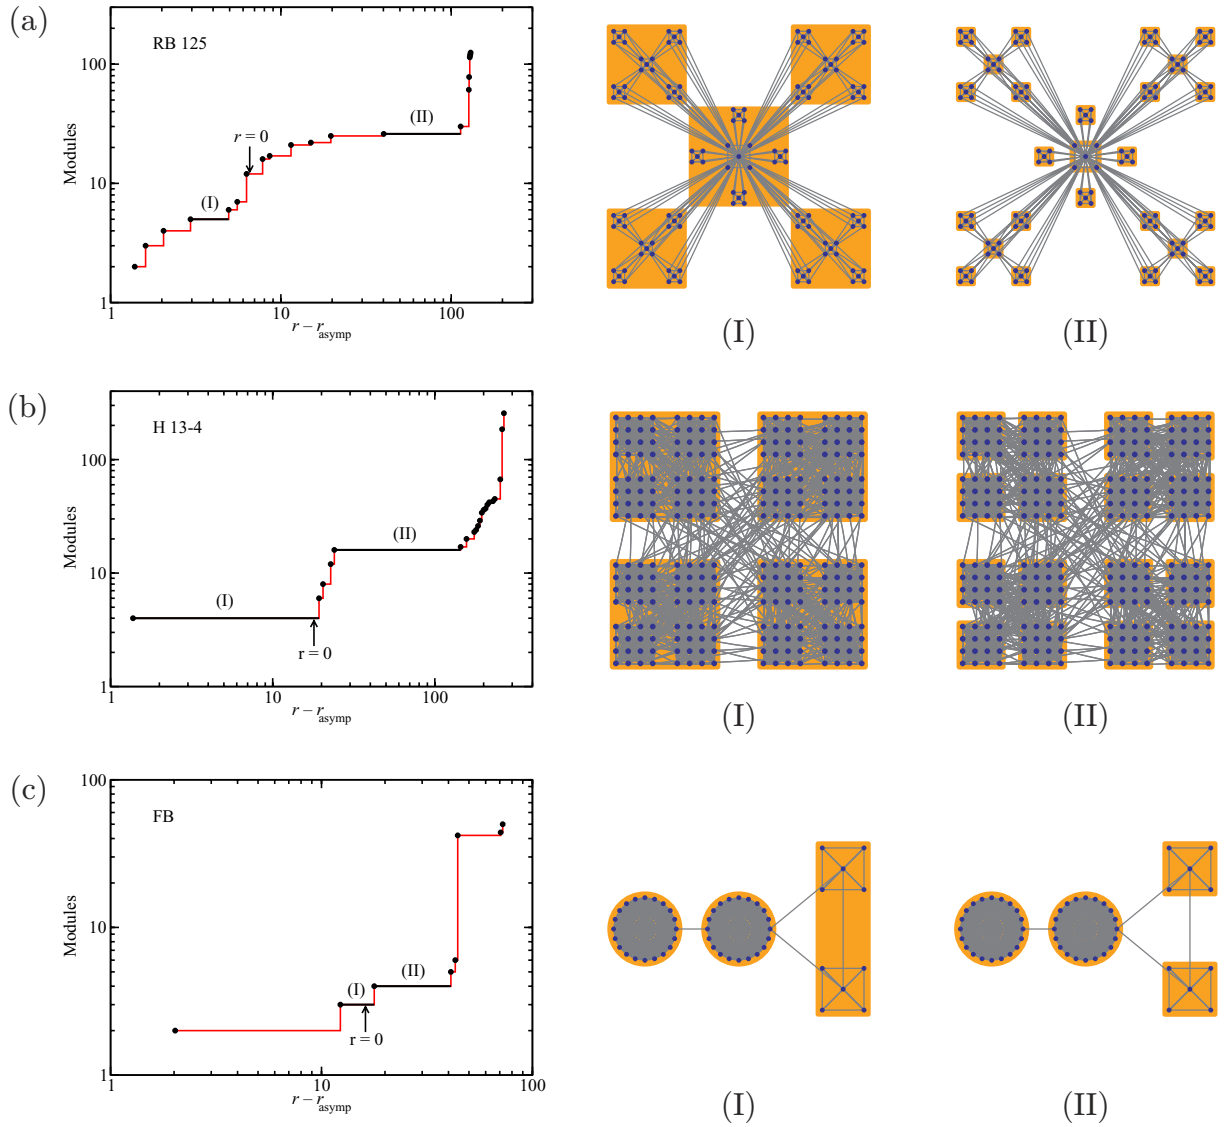 (a)
RB 125
Modules
100
10
1
r = 0
(I)
(II)
1
10
100
r − r_asymp
(I)
(II)
(b)
H 13-4
Modules
100
10
1
(I)
(II)
r = 0
1
10
100
r − r_asymp
(I)
(II)
(c)
FB
Modules
100
10
1
(I)
(II)
r = 0
1
10
100
r − r_asymp
(I)
(II)